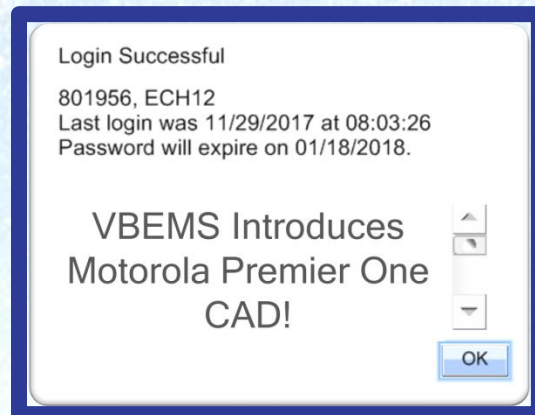 Login Successful
801956, ECH12
Last login was 11/29/2017 at 08:03:26
Password will expire on 01/18/2018.
VBEMS Introduces
Motorola Premier One
CAD!
OK